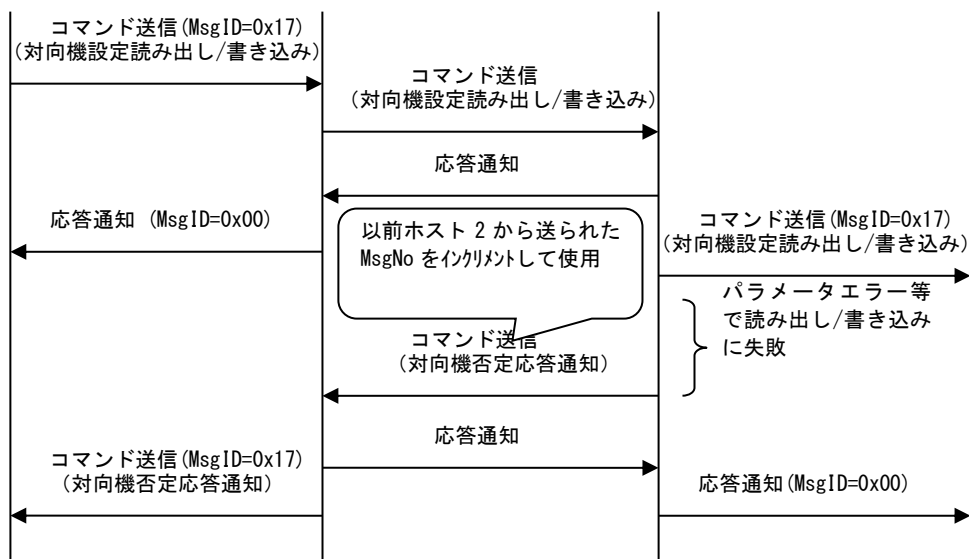 コマンド送信(MsgID=0x17)
(対向機設定読み出し/書き込み)
コマンド送信
(対向機設定読み出し/書き込み)
応答通知
応答通知 (MsgID=0x00)
以前ホスト 2 から送られた
MsgNo をｲﾝｸﾘﾒﾝﾄして使用
コマンド送信(MsgID=0x17)
(対向機設定読み出し/書き込み)
パラメータエラー等
で読み出し/書き込み
に失敗
コマンド送信
(対向機否定応答通知)
応答通知
コマンド送信(MsgID=0x17)
(対向機否定応答通知)
応答通知(MsgID=0x00)